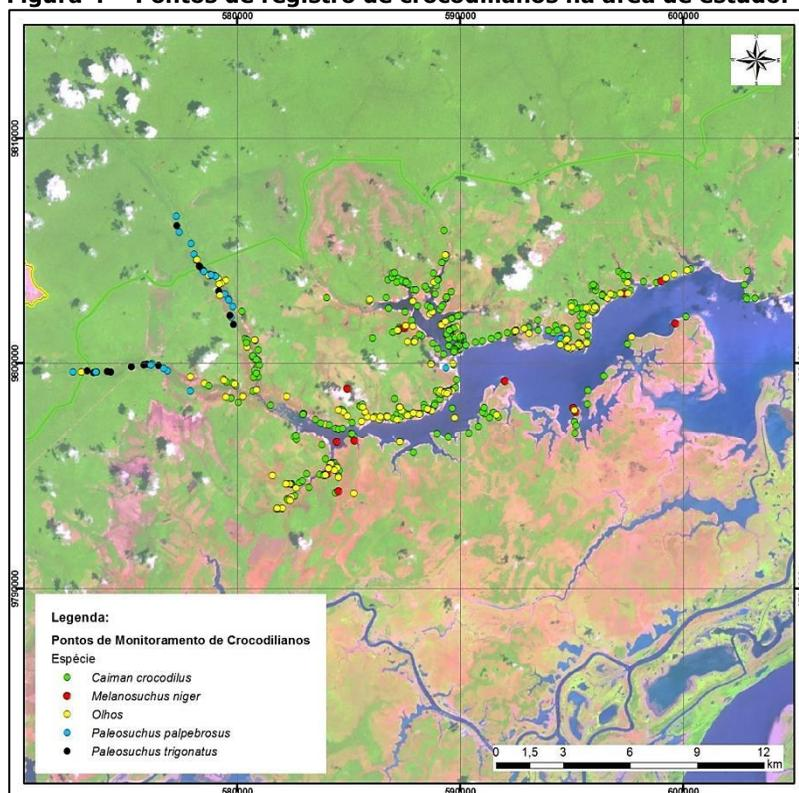 Figura 4 – Pontos de registro de crocodilianos na área de estudo.
580000 590000 600000
9810000
9800000
9790000
Legenda:
Pontos de Monitoramento de Crocodilianos
Espécie
Caiman crocodilus
Melanosuchus niger
Olhos
Paleosuchus palpebrosus
Paleosuchus trigonatus
0 1,5 3 6 9 12
km
580000 590000 600000